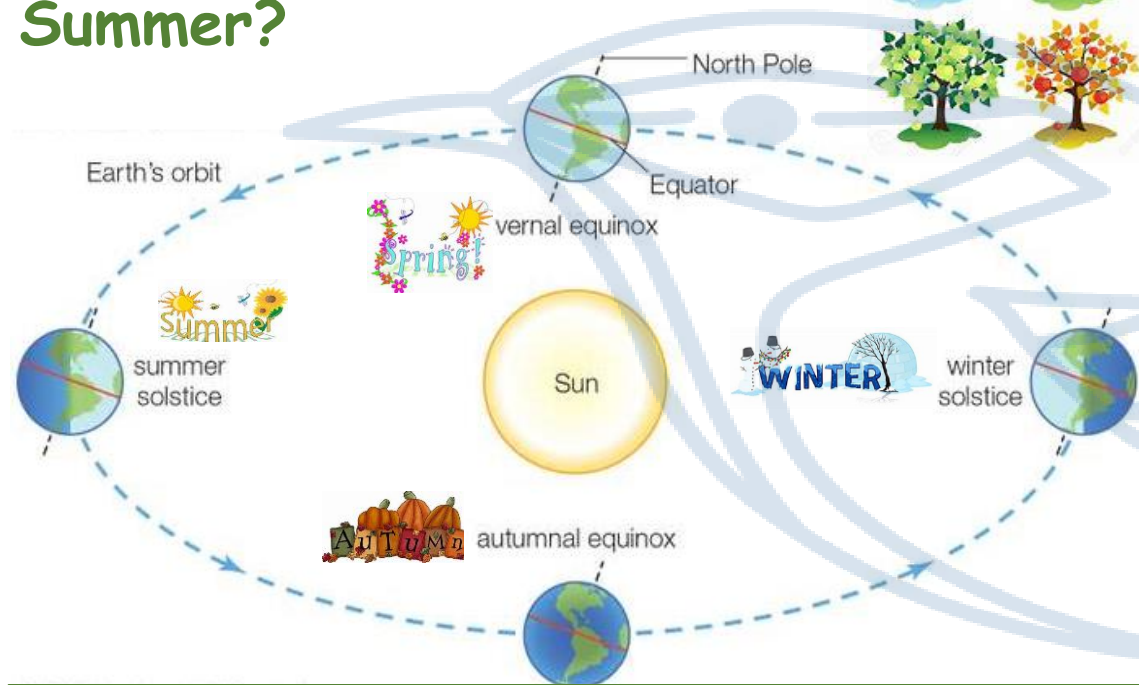 Summer?
North Pole
Earth's orbit
Equator
vernal equinox
Spring!
Summer
summer
solstice
Sun
WINTER
winter
solstice
AuTuMn
autumnal equinox